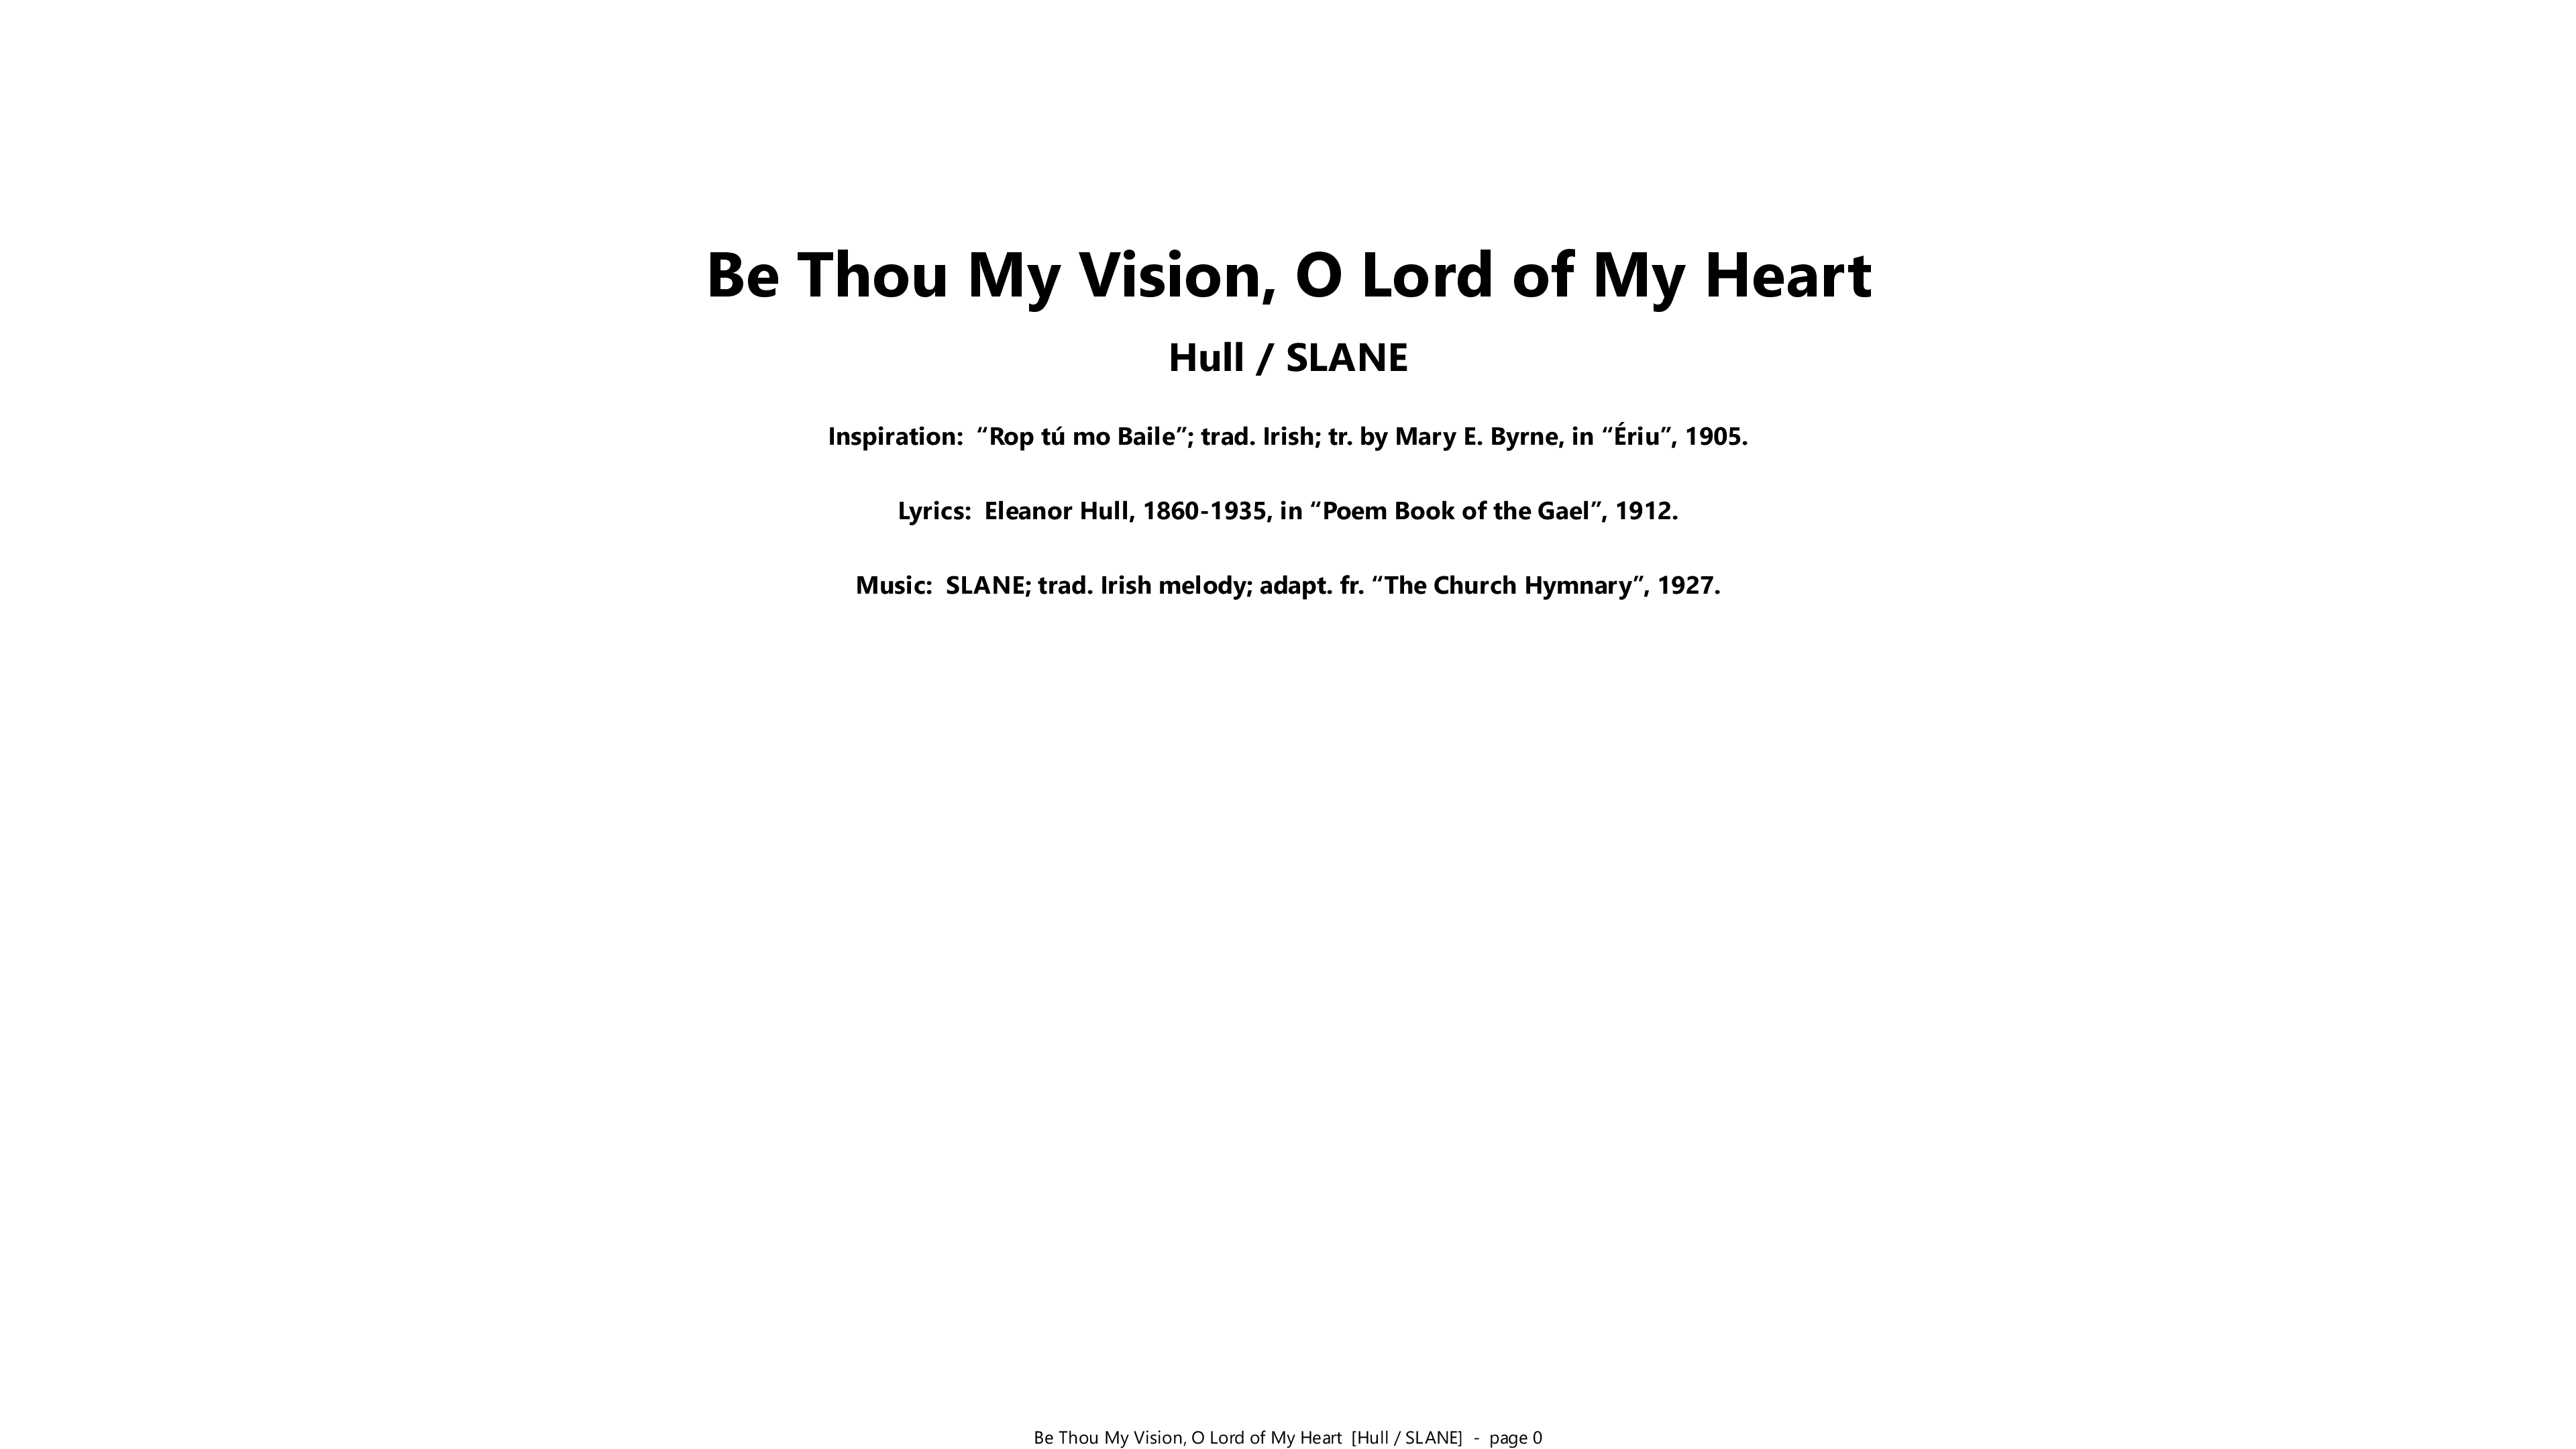 Be Thou My Vision, O Lord of My Heart
Hull / SLANE
Inspiration:  “Rop tú mo Baile”; trad. Irish; tr. by Mary E. Byrne, in “Ériu”, 1905.
Lyrics:  Eleanor Hull, 1860-1935, in “Poem Book of the Gael”, 1912.
Music:  SLANE; trad. Irish melody; adapt. fr. “The Church Hymnary”, 1927.
Be Thou My Vision, O Lord of My Heart  [Hull / SLANE]  -  page 0